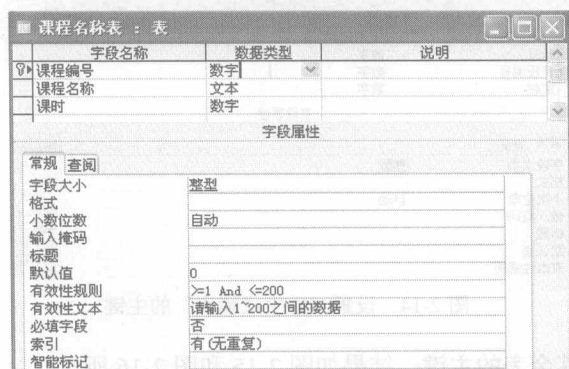 课程名称表 : 表
字段名称 数据类型 说明
课程编号 数字
课程名称 文本
课时 数字
字段属性
常规 查阅
字段大小 整型
格式
小数位数 自动
输入掩码
标题
默认值 0
有效性规则 >=1 And <=200
有效性文本 请输入1~200之间的数据
必填字段 否
索引 有(无重复)
智能标记